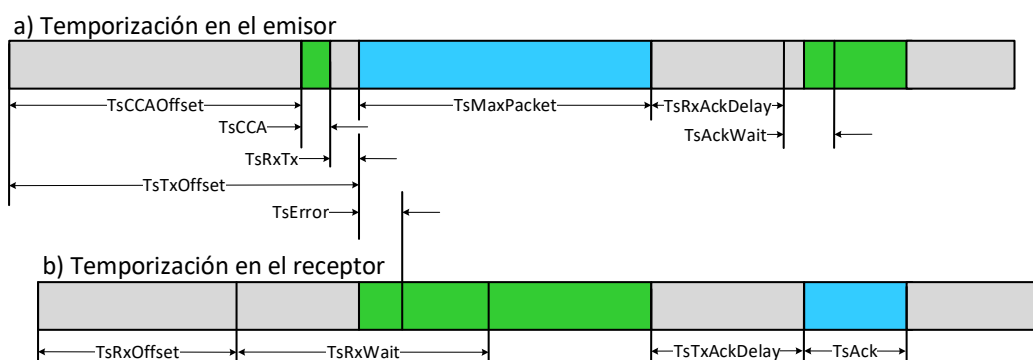 a) Temporización en el emisor
TsCCAOffset
TsMaxPacket
TsRxAckDelay
TsCCA
TsAckWait
TsRxTx
TsTxOffset
TsError
b) Temporización en el receptor
TsRxOffset
TsRxWait
TsTxAckDelay
TsAck